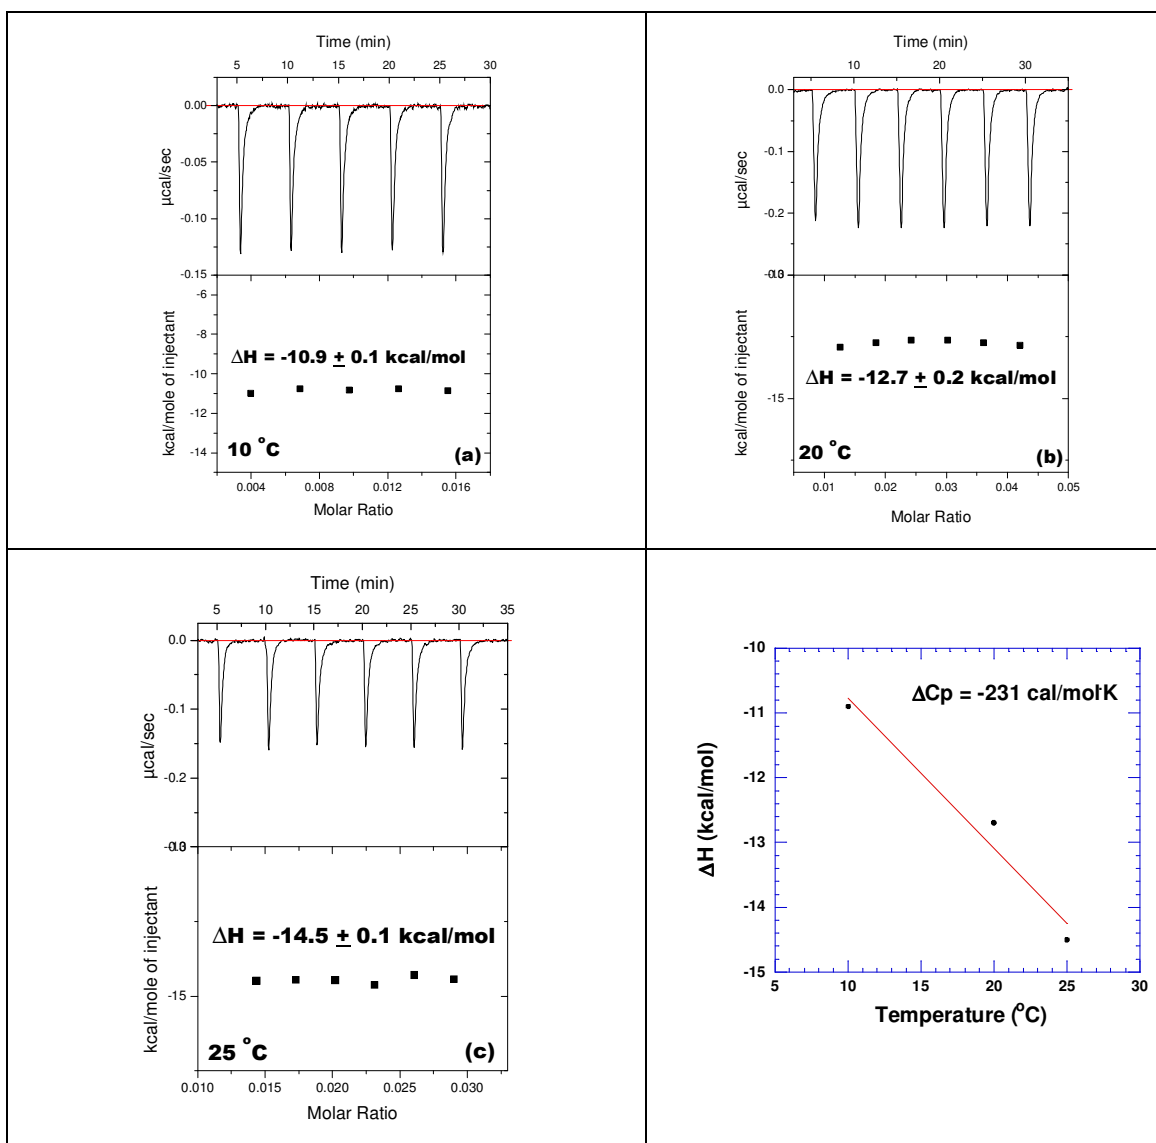 Time (min)
5 10 15 20 25 30
0.00
-0.05
-0.10
-0.15
µcal/sec
-6
-8
-10
-11
-12
-14
kcal/mole of injectant
ΔH = -10.9 ± 0.1 kcal/mol
10 °C
(a)
0.004 0.008 0.012 0.016
Molar Ratio
Time (min)
10 20 30
0.0
-0.1
-0.2
µcal/sec
-15
kcal/mole of injectant
ΔH = -12.7 ± 0.2 kcal/mol
20 °C
(b)
0.01 0.02 0.03 0.04 0.05
Molar Ratio
Time (min)
5 10 15 20 25 30 35
0.0
-0.1
-0.2
µcal/sec
-15
kcal/mole of injectant
ΔH = -14.5 ± 0.1 kcal/mol
25 °C
(c)
0.010 0.015 0.020 0.025 0.030
Molar Ratio
-10
-11
-12
-13
-14
-15
ΔH (kcal/mol)
ΔCp = -231 cal/mol·K
5 10 15 20 25 30
Temperature (°C)